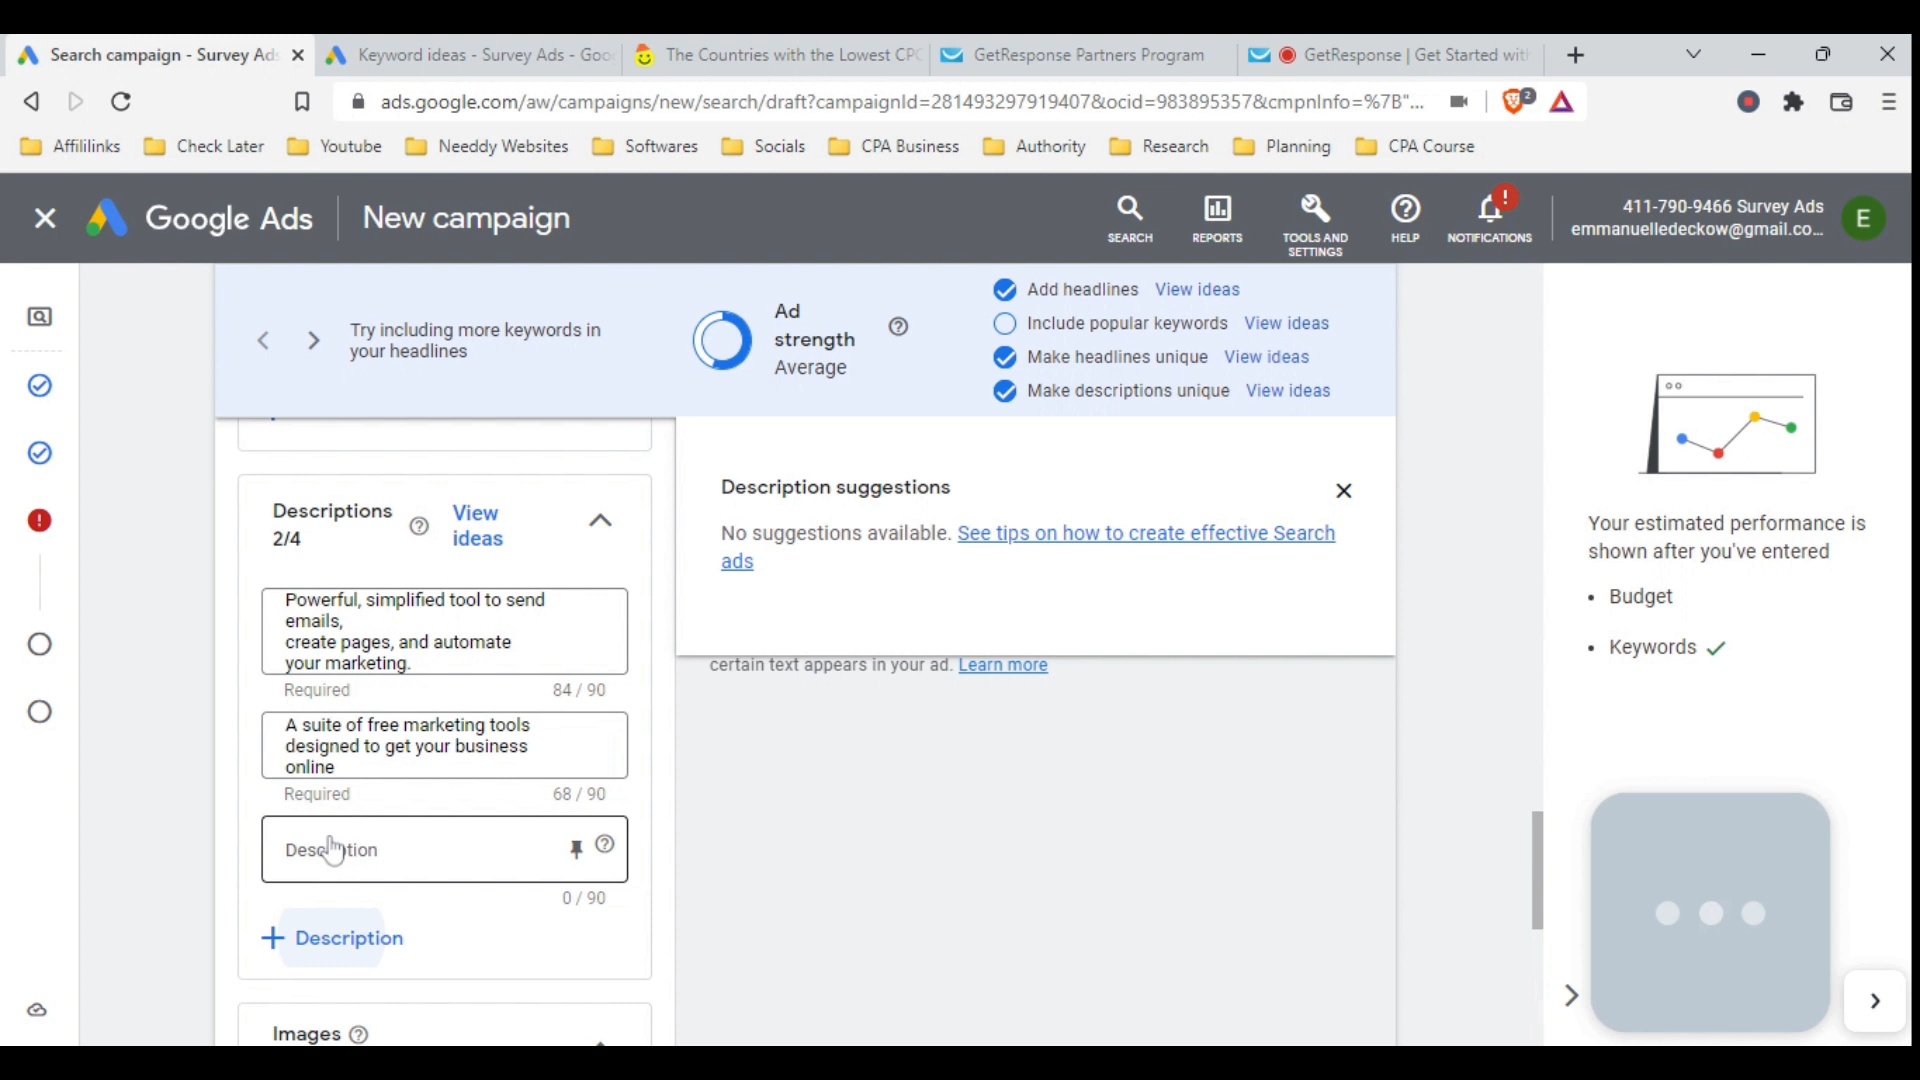 Search campaign - Survey Ads
Keyword ideas - Survey Ads - Goo
The Countries with the Lowest CPC
GetResponse Partners Program
GetResponse | Get Started with
ads.google.com/aw/campaigns/new/search/draft?campaignId=281493297919407&ocid=983895357&cmpnInfo=%7B"...
2
Affililinks
Check Later
Youtube
Needdy Websites
Softwares
Socials
CPA Business
Authority
Research
Planning
CPA Course
Google Ads
New campaign
SEARCH
REPORTS
TOOLS AND
SETTINGS
HELP
NOTIFICATIONS
411-790-9466 Survey Ads
emmanuelledeckow@gmail.co...
E
Try including more keywords in
your headlines
Ad
strength
Average
Add headlines View ideas
Include popular keywords View ideas
Make headlines unique View ideas
Make descriptions unique View ideas
Descriptions
2/4
View
ideas
Powerful, simplified tool to send
emails,
create pages, and automate
your marketing.
Required 84 / 90
A suite of free marketing tools
designed to get your business
online
Required 68 / 90
Description
0 / 90
Description
Images
Description suggestions
No suggestions available. See tips on how to create effective Search
ads
certain text appears in your ad. Learn more
Your estimated performance is
shown after you've entered
• Budget
• Keywords